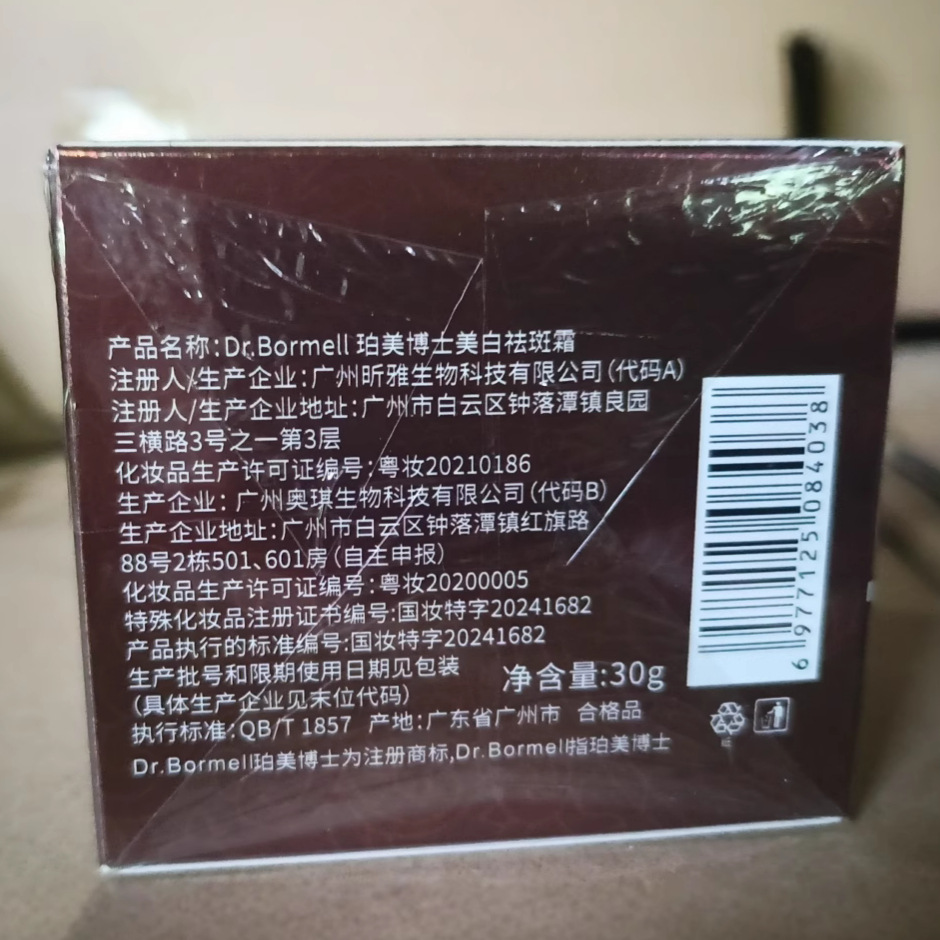 产品名称:Dr.Bormell 珀美博士美白祛斑霜
注册人/生产企业:广州昕雅生物科技有限公司(代码A)
注册人/生产企业地址:广州市白云区钟落潭镇良园
三横路3号之一第3层
化妆品生产许可证编号:粤妆20210186
生产企业: 广州奥琪生物科技有限公司(代码B)
生产企业地址:广州市白云区钟落潭镇红旗路
88号2栋501、601房(自主申报)
化妆品生产许可证编号:粤妆20200005
特殊化妆品注册证书编号:国妆特字20241682
产品执行的标准编号:国妆特字20241682
生产批号和限期使用日期见包装
(具体生产企业见末位代码)
净含量:30g
执行标准:QB/T 1857 产地:广东省广州市 合格品
Dr.Bormell珀美博士为注册商标,Dr.Bormell指珀美博士
6 977125 084038